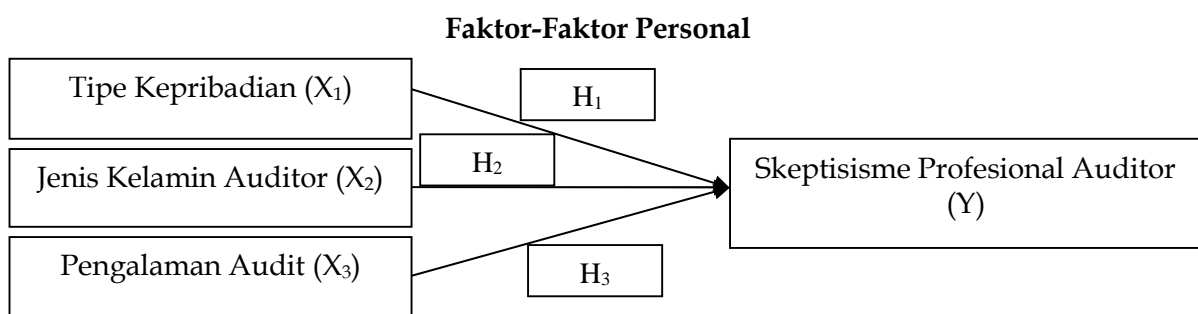 Faktor-Faktor Personal
Tipe Kepribadian (X₁)
H₁
H₂
Jenis Kelamin Auditor (X₂)
Skeptisisme Profesional Auditor
(Y)
Pengalaman Audit (X₃)
H₃